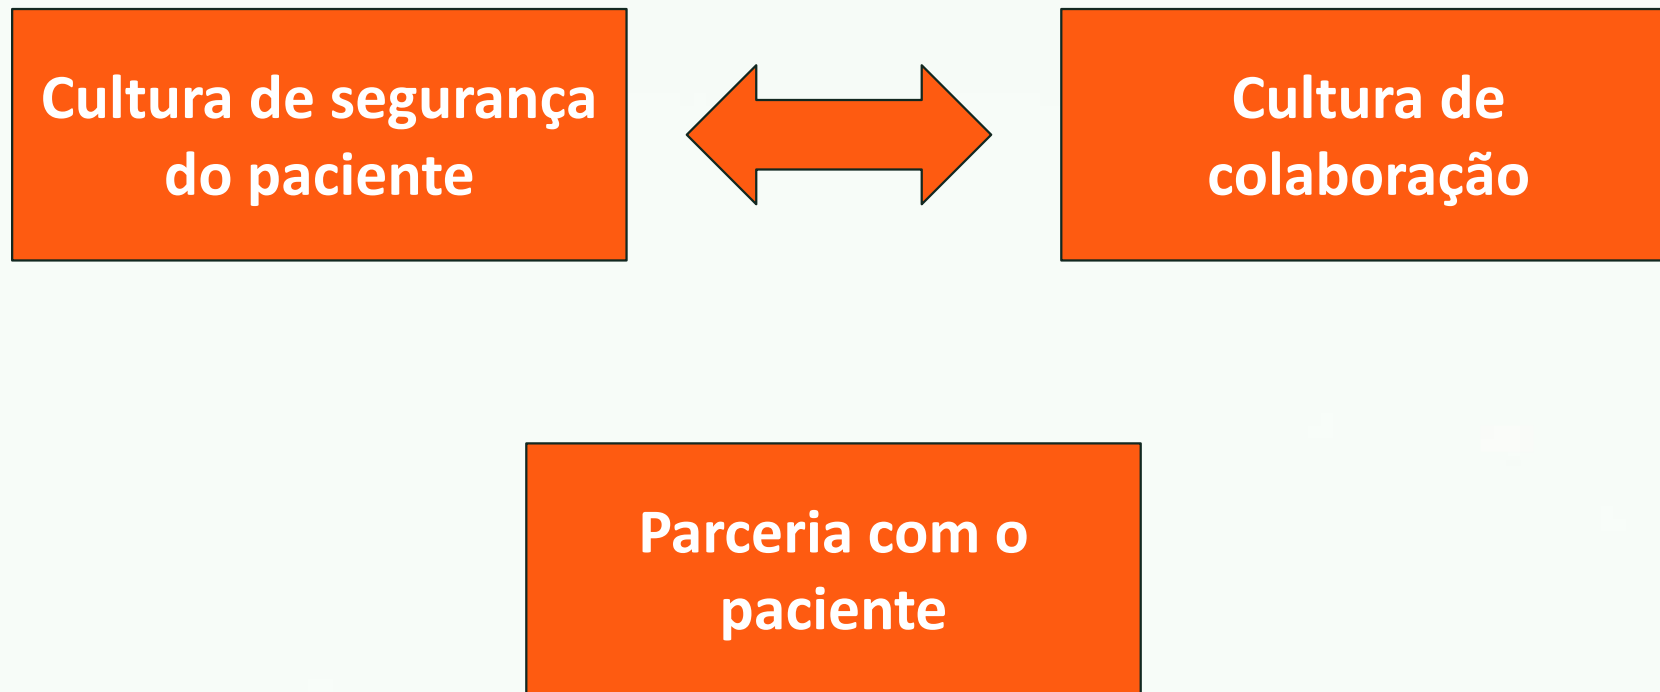 Cultura de segurança
do paciente
Cultura de
colaboração
Parceria com o
paciente